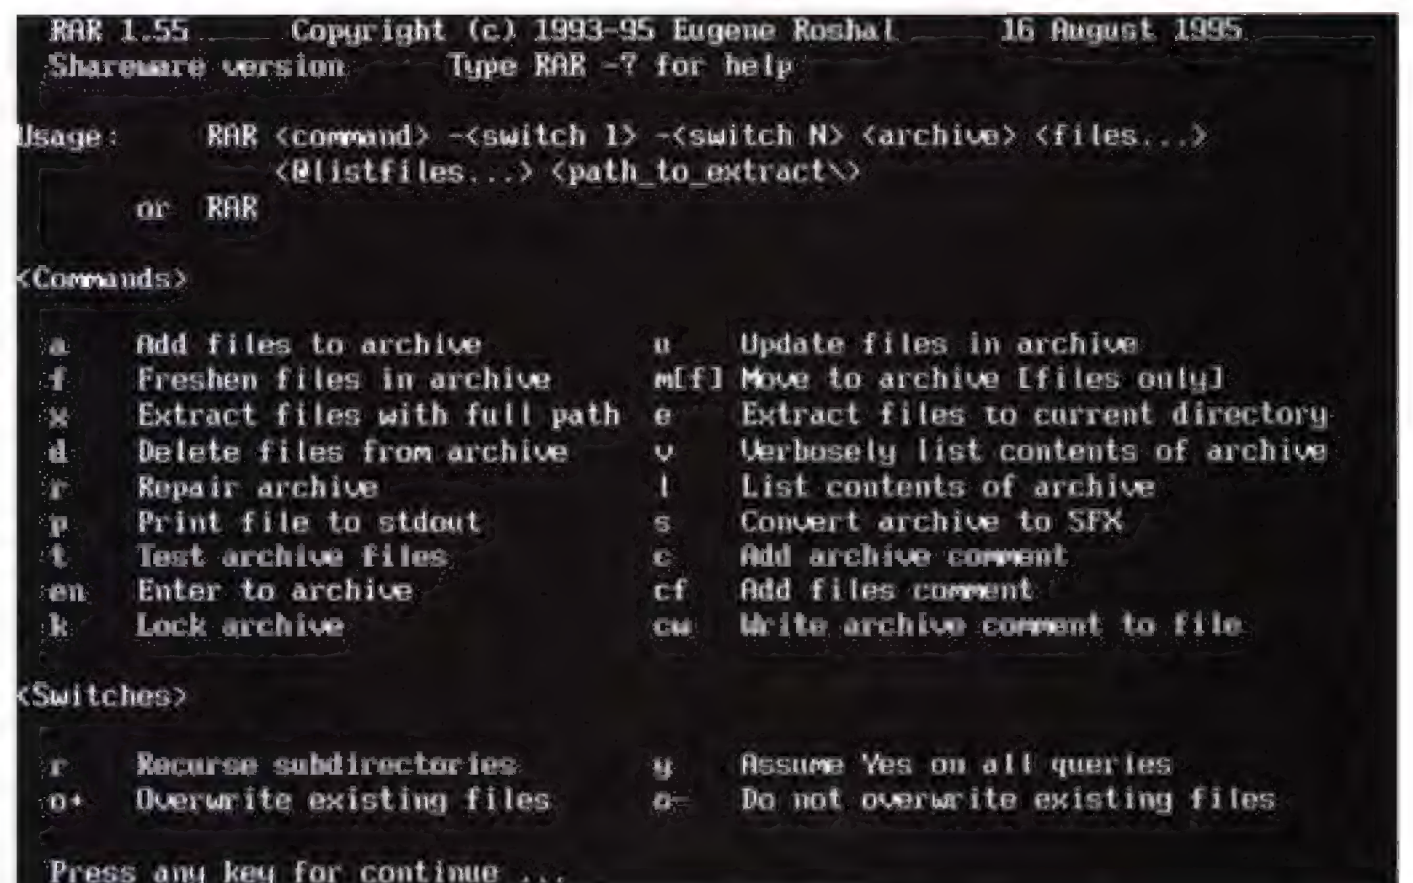 RAR 1.55 Copyright (c) 1993-95 Eugene Roshal 16 August 1995
Shareware version Type RAR -? for help
Usage: RAR <command> -<switch 1> -<switch N> <archive> <files...>
<@listfiles...> <path_to_extract\>
or RAR
<Commands>
a Add files to archive u Update files in archive
f Freshen files in archive m[f] Move to archive [files only]
x Extract files with full path e Extract files to current directory
d Delete files from archive v Verbosely list contents of archive
r Repair archive l List contents of archive
p Print file to stdout s Convert archive to SFX
t Test archive files c Add archive comment
en Enter to archive cf Add files comment
k Lock archive cw Write archive comment to file
<Switches>
r Recurse subdirectories y Assume Yes on all queries
o+ Overwrite existing files o- Do not overwrite existing files
Press any key for continue ...